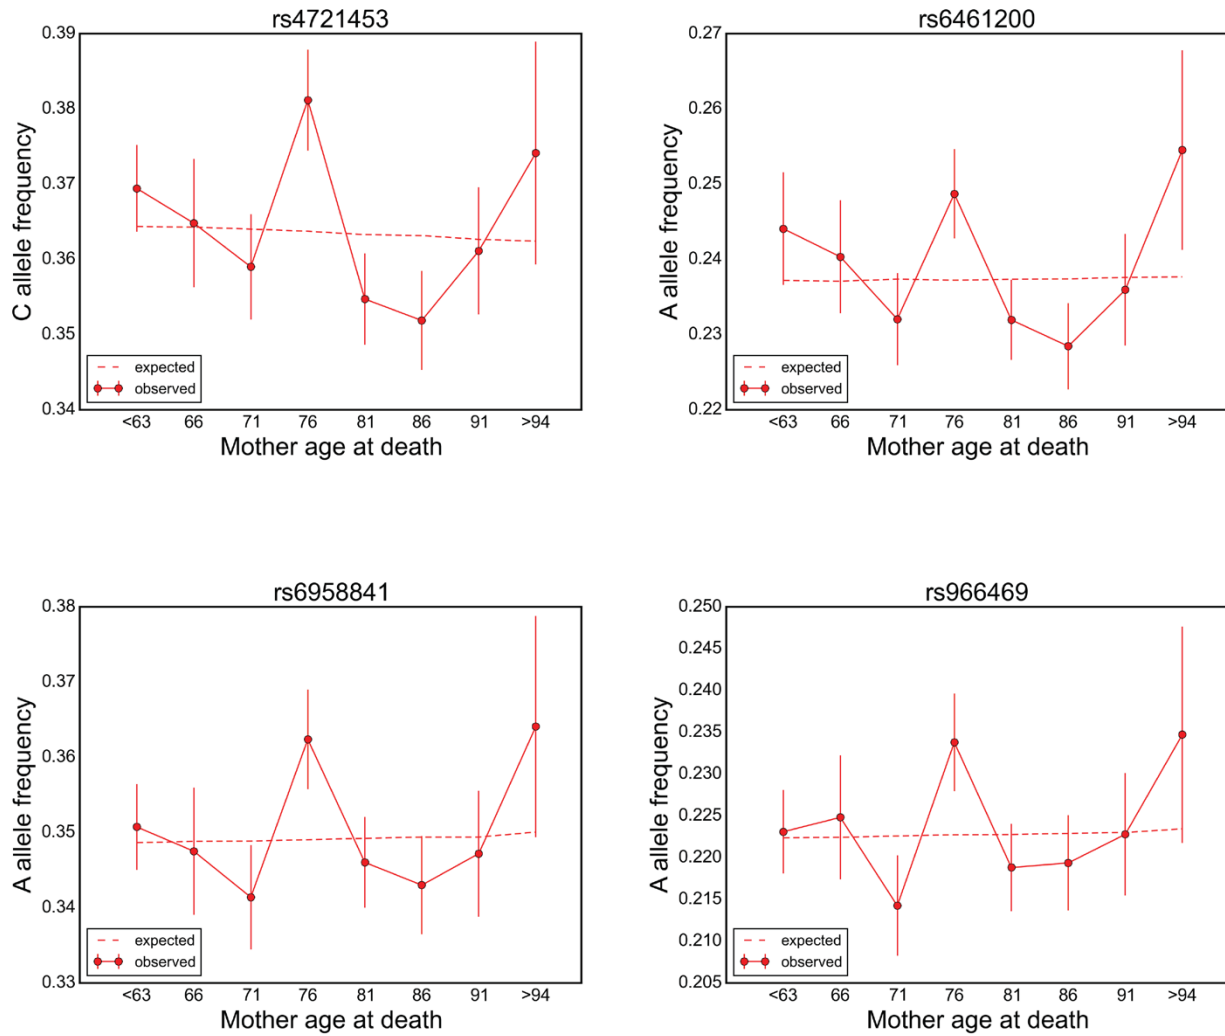 rs4721453
C allele frequency
0.39
0.38
0.37
0.36
0.35
0.34
expected
observed
<63 66 71 76 81 86 91 >94
Mother age at death
rs6461200
A allele frequency
0.27
0.26
0.25
0.24
0.23
0.22
expected
observed
<63 66 71 76 81 86 91 >94
Mother age at death
rs6958841
A allele frequency
0.38
0.37
0.36
0.35
0.34
0.33
expected
observed
<63 66 71 76 81 86 91 >94
Mother age at death
rs966469
A allele frequency
0.250
0.245
0.240
0.235
0.230
0.225
0.220
0.215
0.210
0.205
expected
observed
<63 66 71 76 81 86 91 >94
Mother age at death